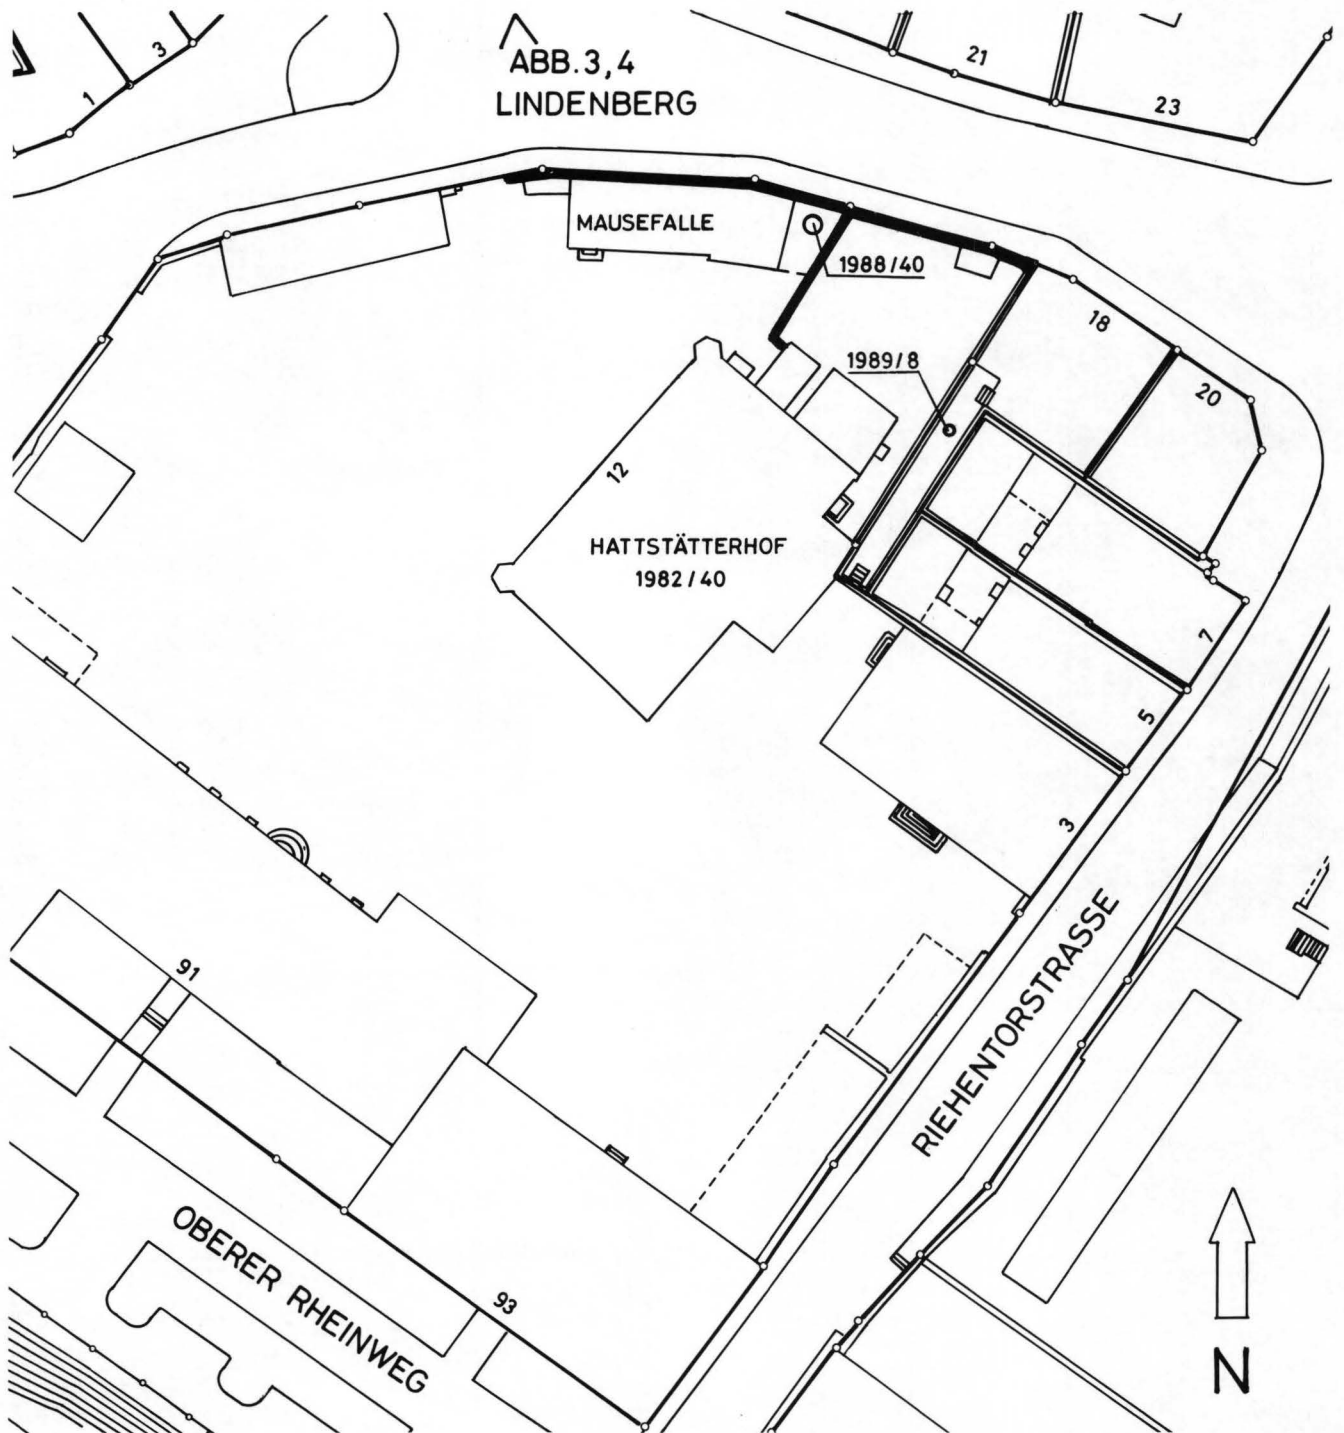 3
1
ABB. 3, 4
LINDENBERG
21
23
MAUSEFALLE
1988/40
18
1989/8
20
12
HATTSTÄTTERHOF
1982/40
7
5
3
RIEHENTORSTRASSE
91
OBERER RHEINWEG
93
N